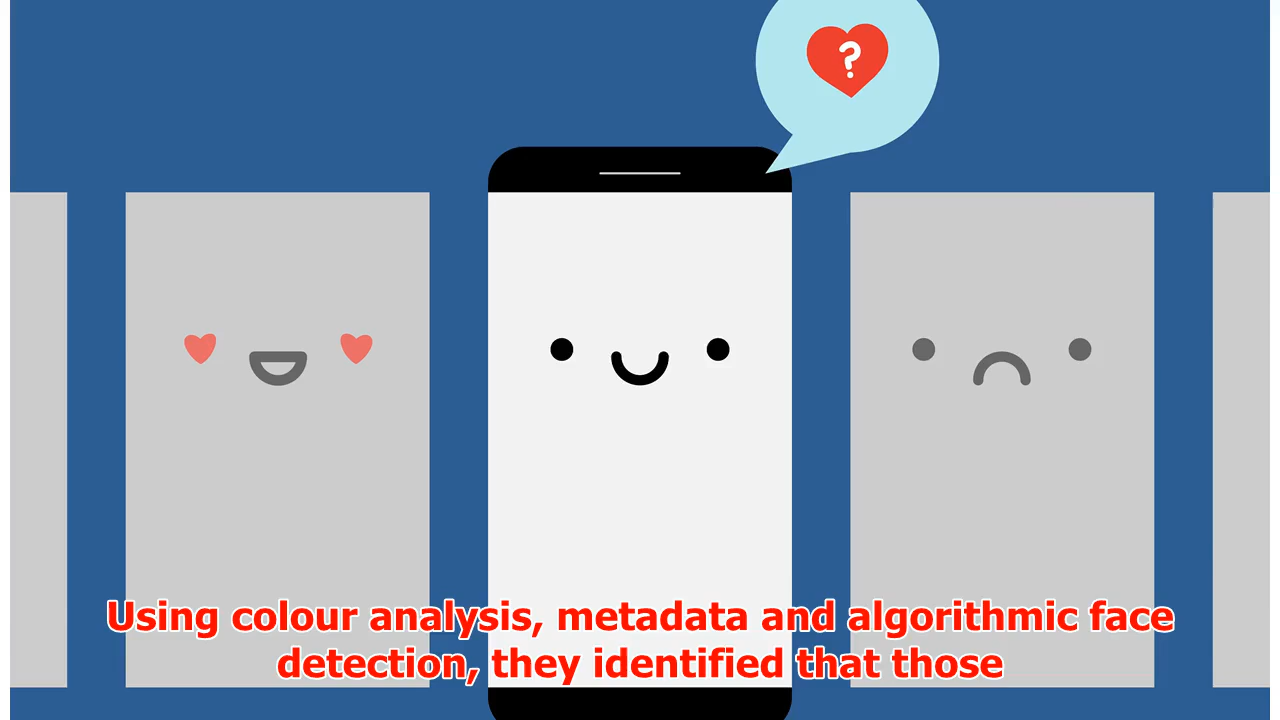 ?
Using colour analysis, metadata and algorithmic face
detection, they identified that those